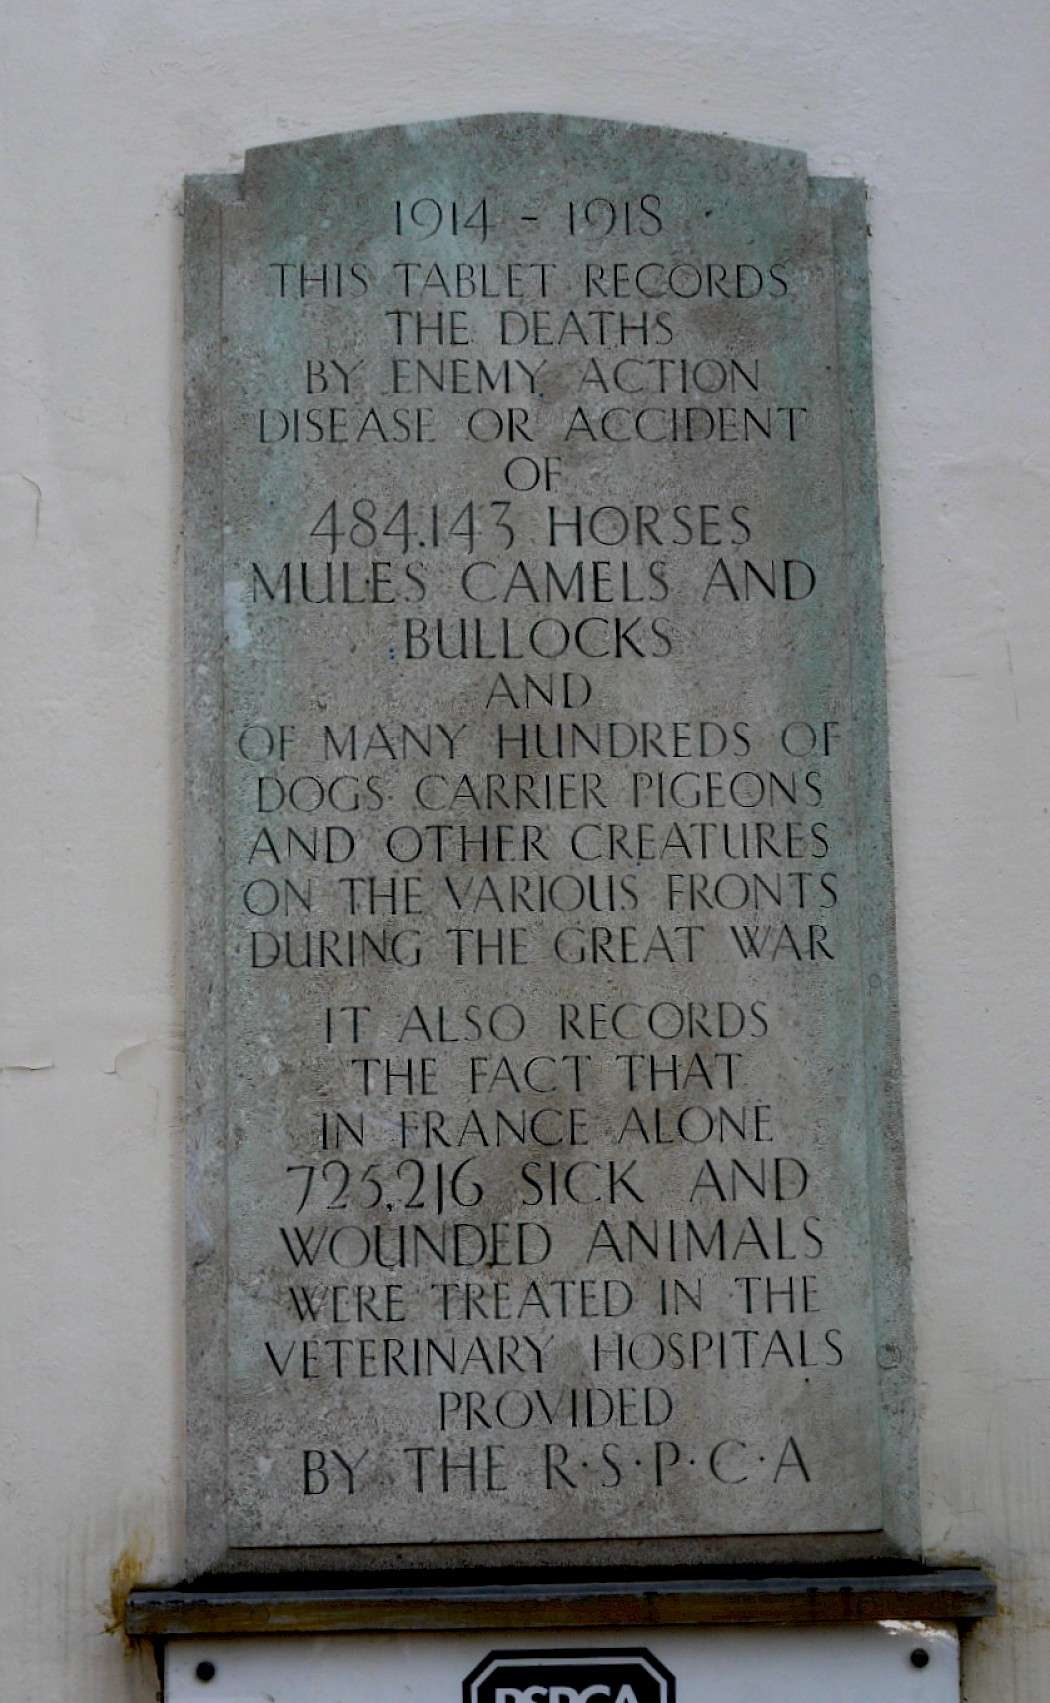 1914 - 1918
THIS TABLET RECORDS
THE DEATHS
BY ENEMY ACTION
DISEASE OR ACCIDENT
OF
484,143 HORSES
MULES CAMELS AND
BULLOCKS
AND
OF MANY HUNDREDS OF
DOGS CARRIER PIGEONS
AND OTHER CREATURES
ON THE VARIOUS FRONTS
DURING THE GREAT WAR
IT ALSO RECORDS
THE FACT THAT
IN FRANCE ALONE
725,216 SICK AND
WOUNDED ANIMALS
WERE TREATED IN THE
VETERINARY HOSPITALS
PROVIDED
BY THE R·S·P·C·A
RSPCA